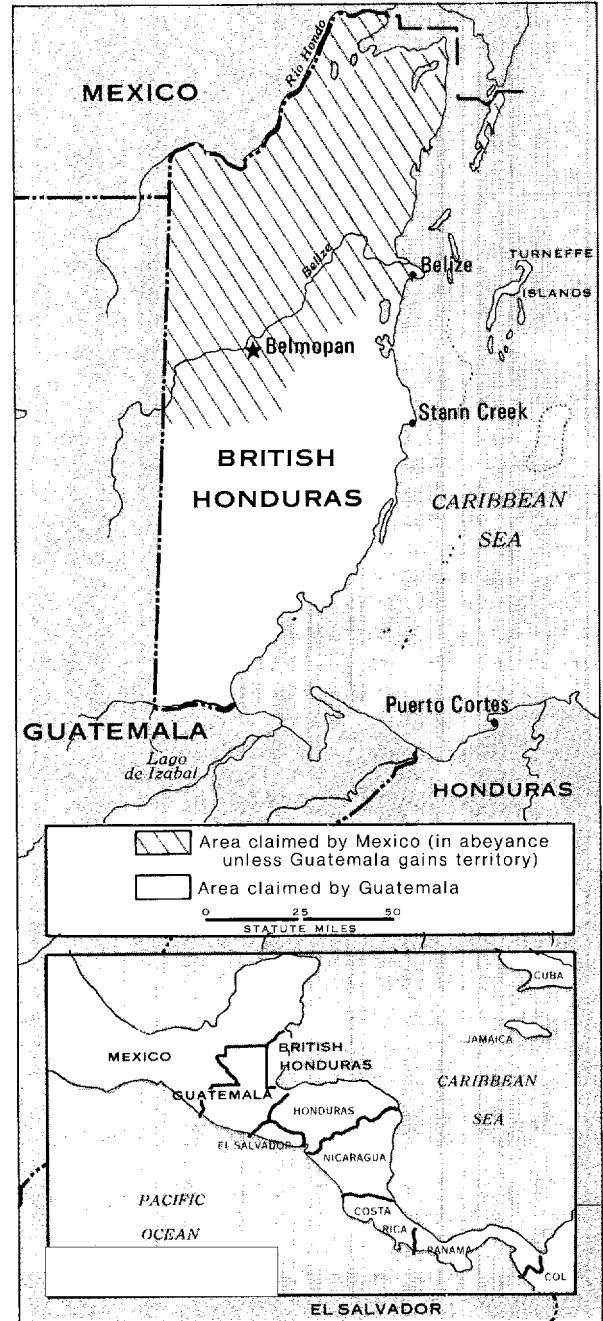 MEXICO
Río Hondo
Belize
Belize
TURNEFFE
ISLANDS
Belmopan
Stann Creek
BRITISH
HONDURAS
CARIBBEAN
SEA
Puerto Cortes
GUATEMALA
Lago
de Izabal
HONDURAS
Area claimed by Mexico (in abeyance
unless Guatemala gains territory)
Area claimed by Guatemala
0 25 50
STATUTE MILES
CUBA
JAMAICA
MEXICO
BRITISH
HONDURAS
GUATEMALA
CARIBBEAN
SEA
HONDURAS
EL SALVADOR
NICARAGUA
PACIFIC
OCEAN
COSTA
RICA
PANAMA
COL
EL SALVADOR